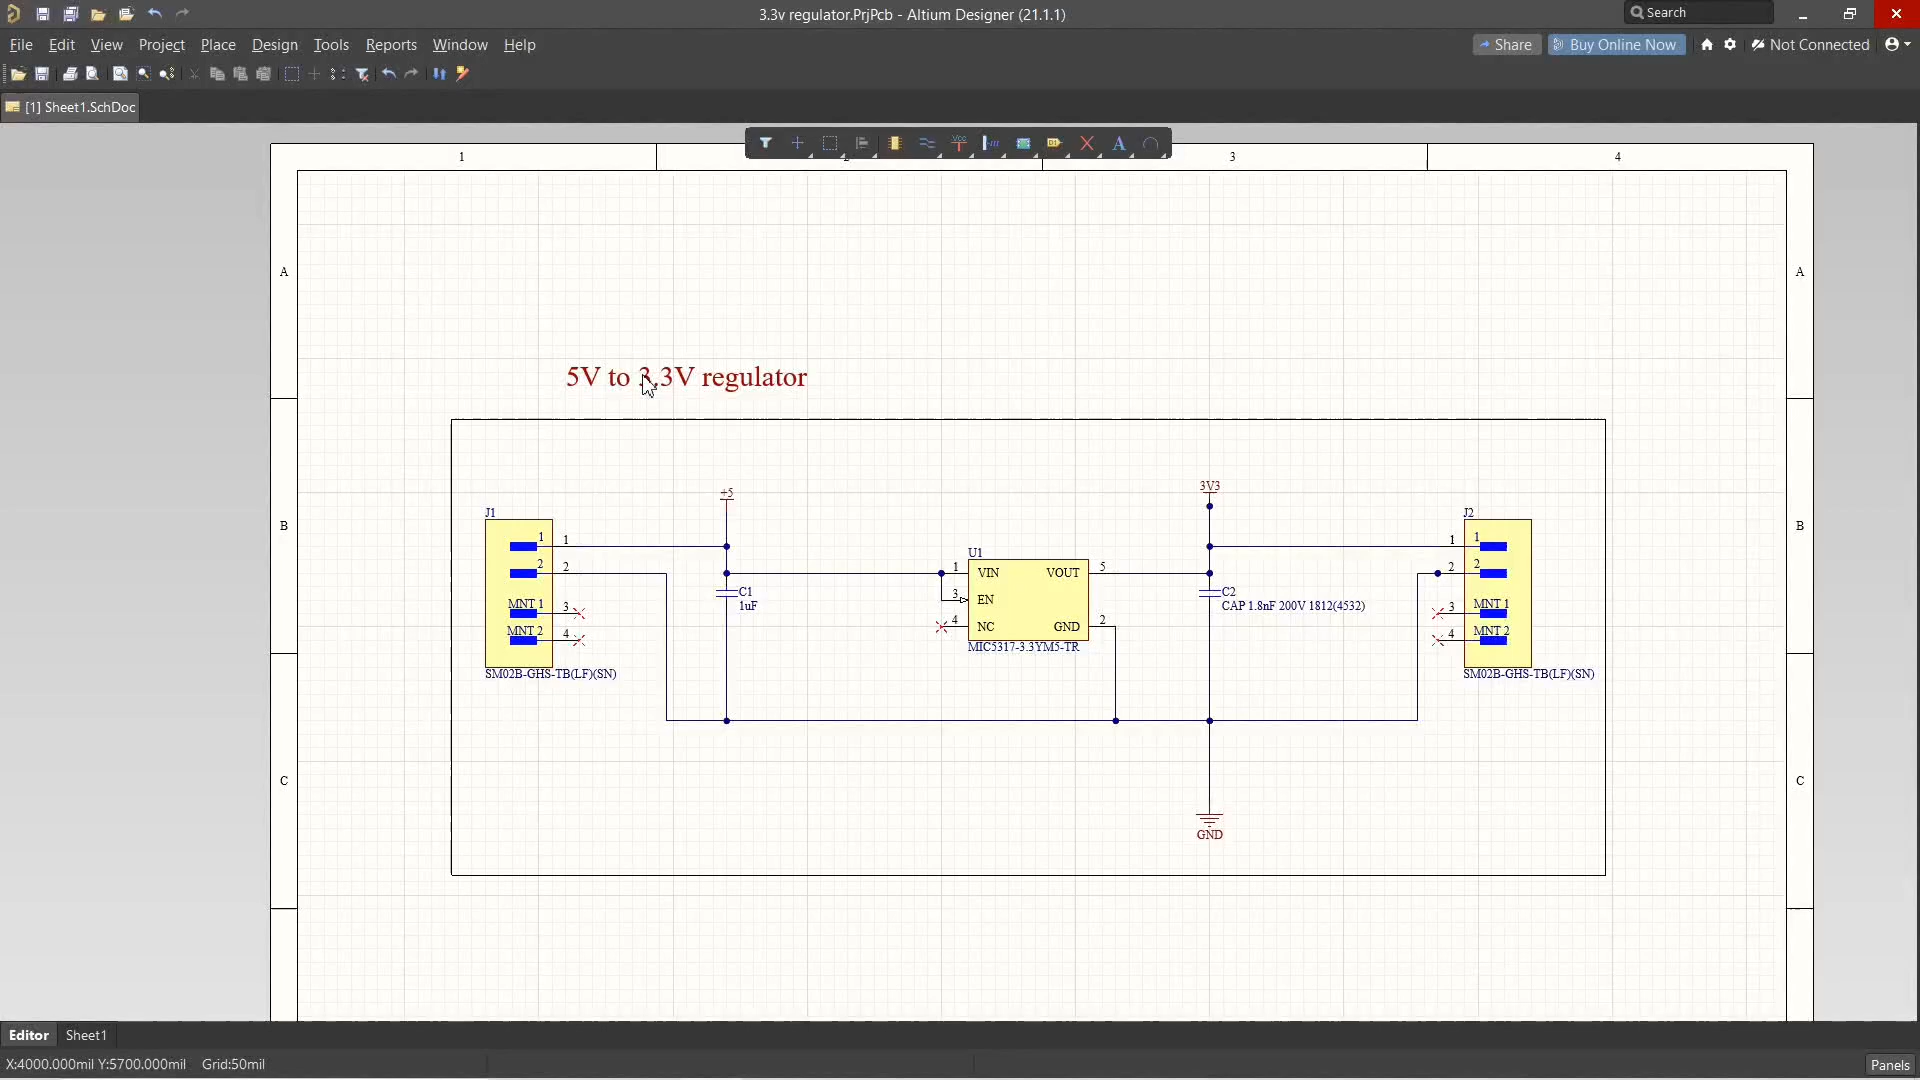 3.3v regulator.PrjPcb - Altium Designer (21.1.1)
Search
File Edit View Project Place Design Tools Reports Window Help
Share
Buy Online Now
Not Connected
[1] Sheet1.SchDoc
1 2 3 4
A A
5V to 3.3V regulator
+5
3V3
B B
J1
J2
1 1
2 2
MNT 1 3
MNT 2 4
SM02B-GHS-TB(LF)(SN)
C1
1uF
U1
1 VIN VOUT 5
3 EN
4 NC GND 2
MIC5317-3.3YM5-TR
C2
CAP 1.8nF 200V 1812(4532)
1 1
2 2
3 MNT 1
4 MNT 2
SM02B-GHS-TB(LF)(SN)
C C
GND
Editor Sheet1
X:4000.000mil Y:5700.000mil Grid:50mil
Panels